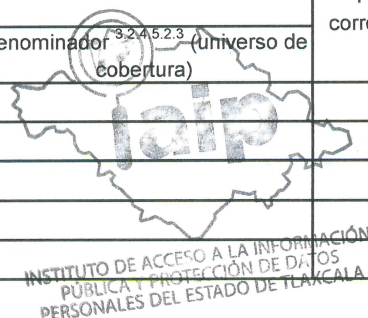 enominador 3.2.4.5.2.3 (universo de
cobertura)
corre
iaip
INSTITUTO DE ACCESO A LA INFORMACIÓN
PÚBLICA Y PROTECCIÓN DE DATOS
PERSONALES DEL ESTADO DE TLAXCALA